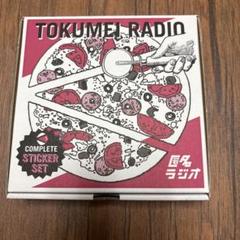 TOKUMEI RADIO
COMPLETE
STICKER
SET
匿名
ラジオ